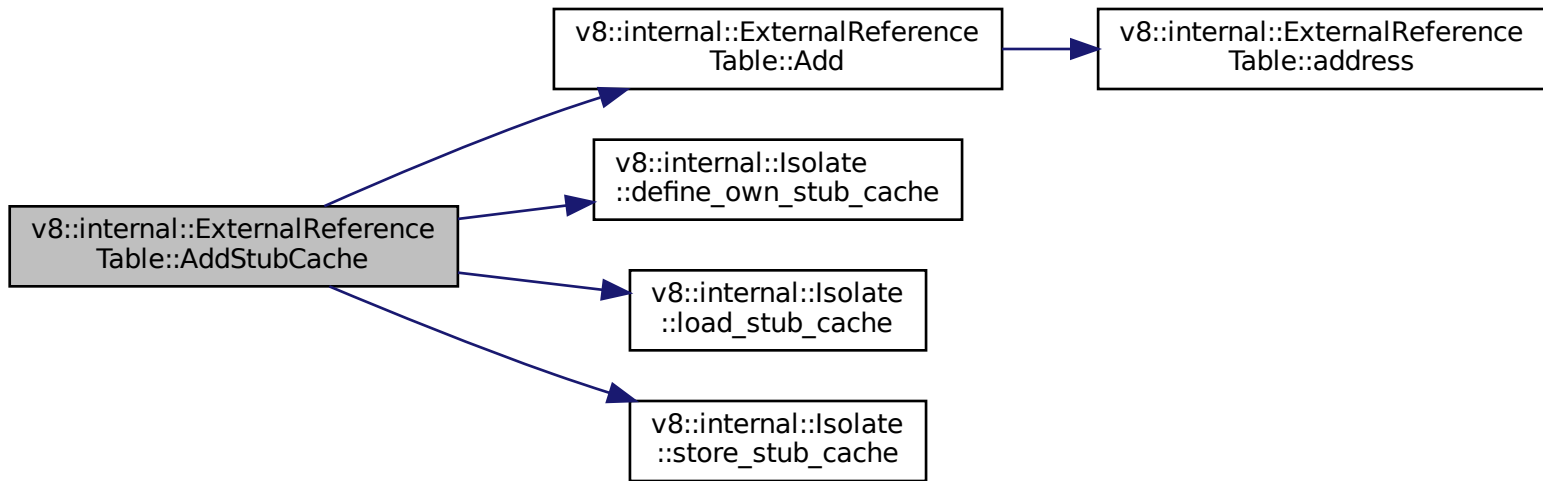 v8::internal::ExternalReference
Table::Add
v8::internal::ExternalReference
Table::address
v8::internal::Isolate
::define_own_stub_cache
v8::internal::ExternalReference
Table::AddStubCache
v8::internal::Isolate
::load_stub_cache
v8::internal::Isolate
::store_stub_cache